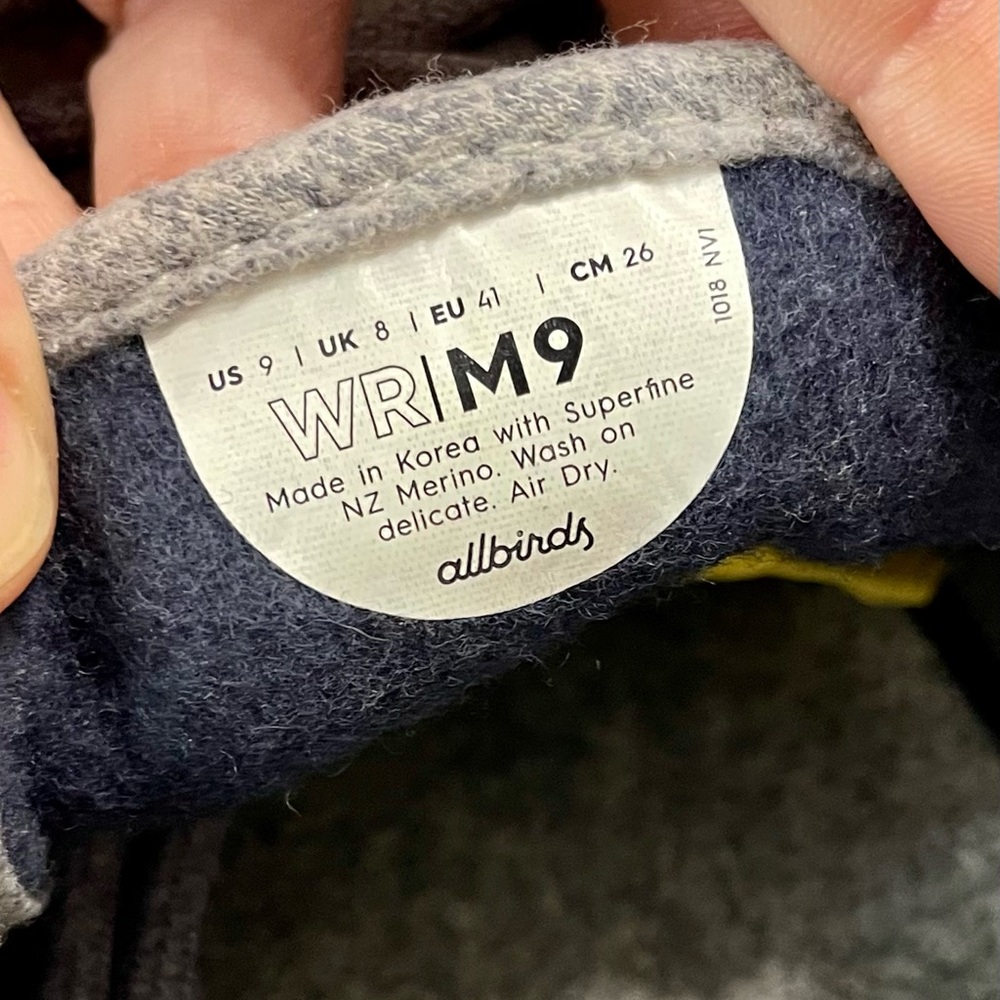 US 9 | UK 8 | EU 41 | CM 26
WR|M9
Made in Korea with Superfine
NZ Merino. Wash on
delicate. Air Dry.
allbirds
1018 NVI